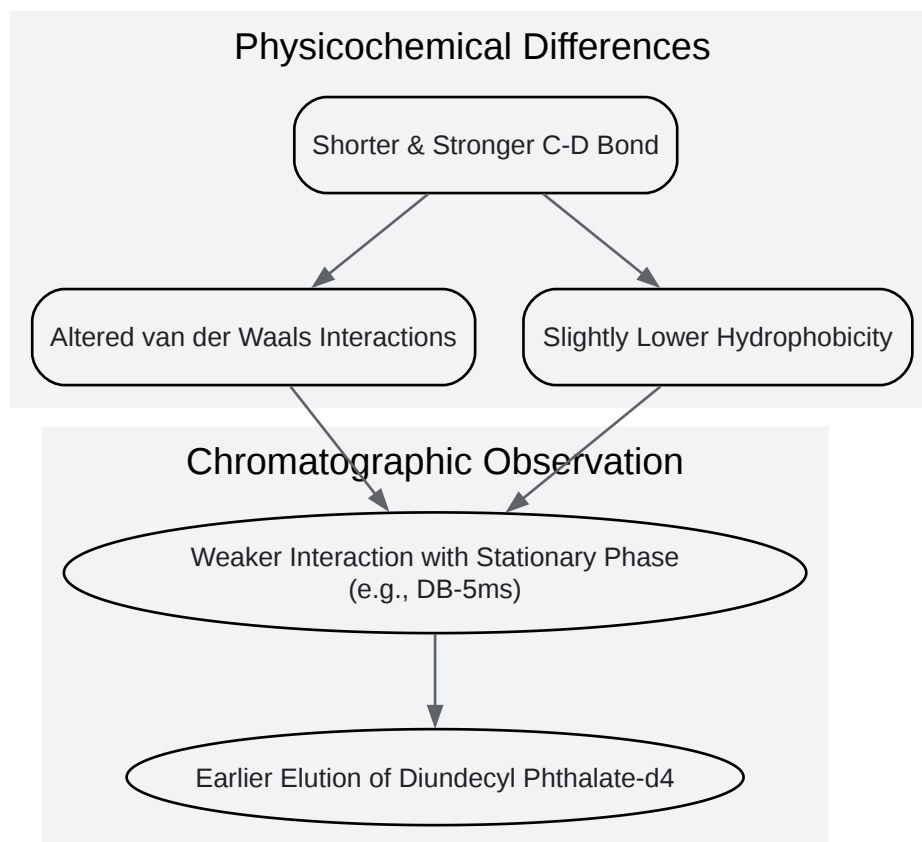 Physicochemical Differences
Shorter & Stronger C-D Bond
Altered van der Waals Interactions
Slightly Lower Hydrophobicity
Chromatographic Observation
Weaker Interaction with Stationary Phase
(e.g., DB-5ms)
Earlier Elution of Diundecyl Phthalate-d4